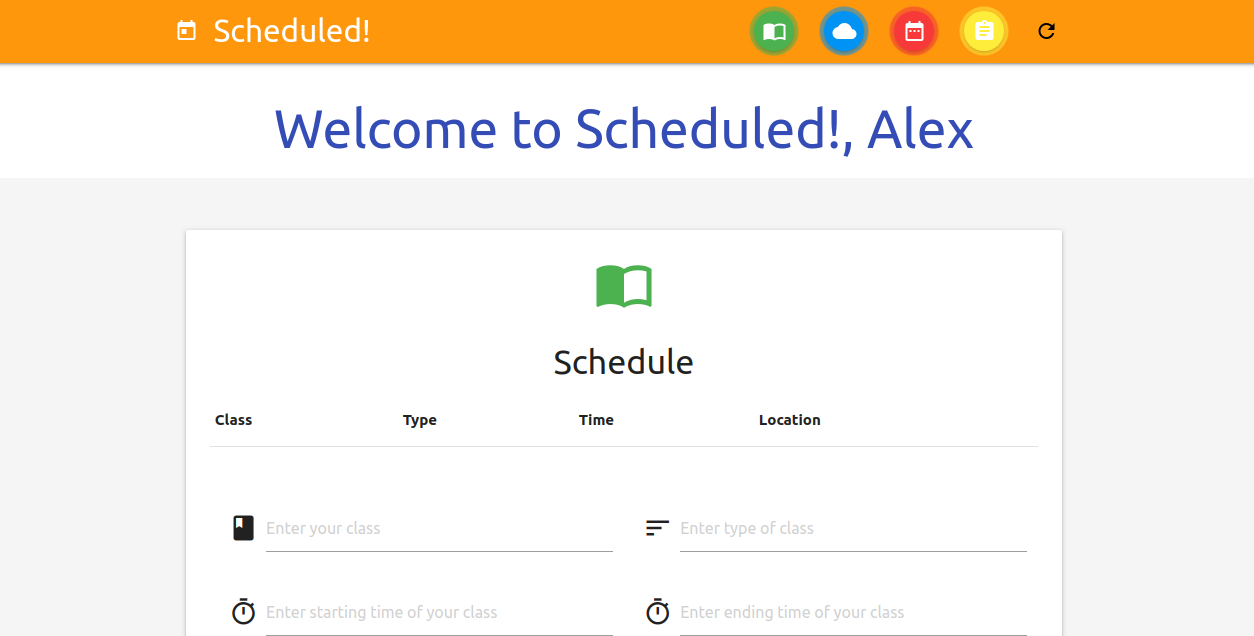 Scheduled!
Welcome to Scheduled!, Alex
Schedule
Class Type Time Location
Enter your class Enter type of class
Enter starting time of your class Enter ending time of your class